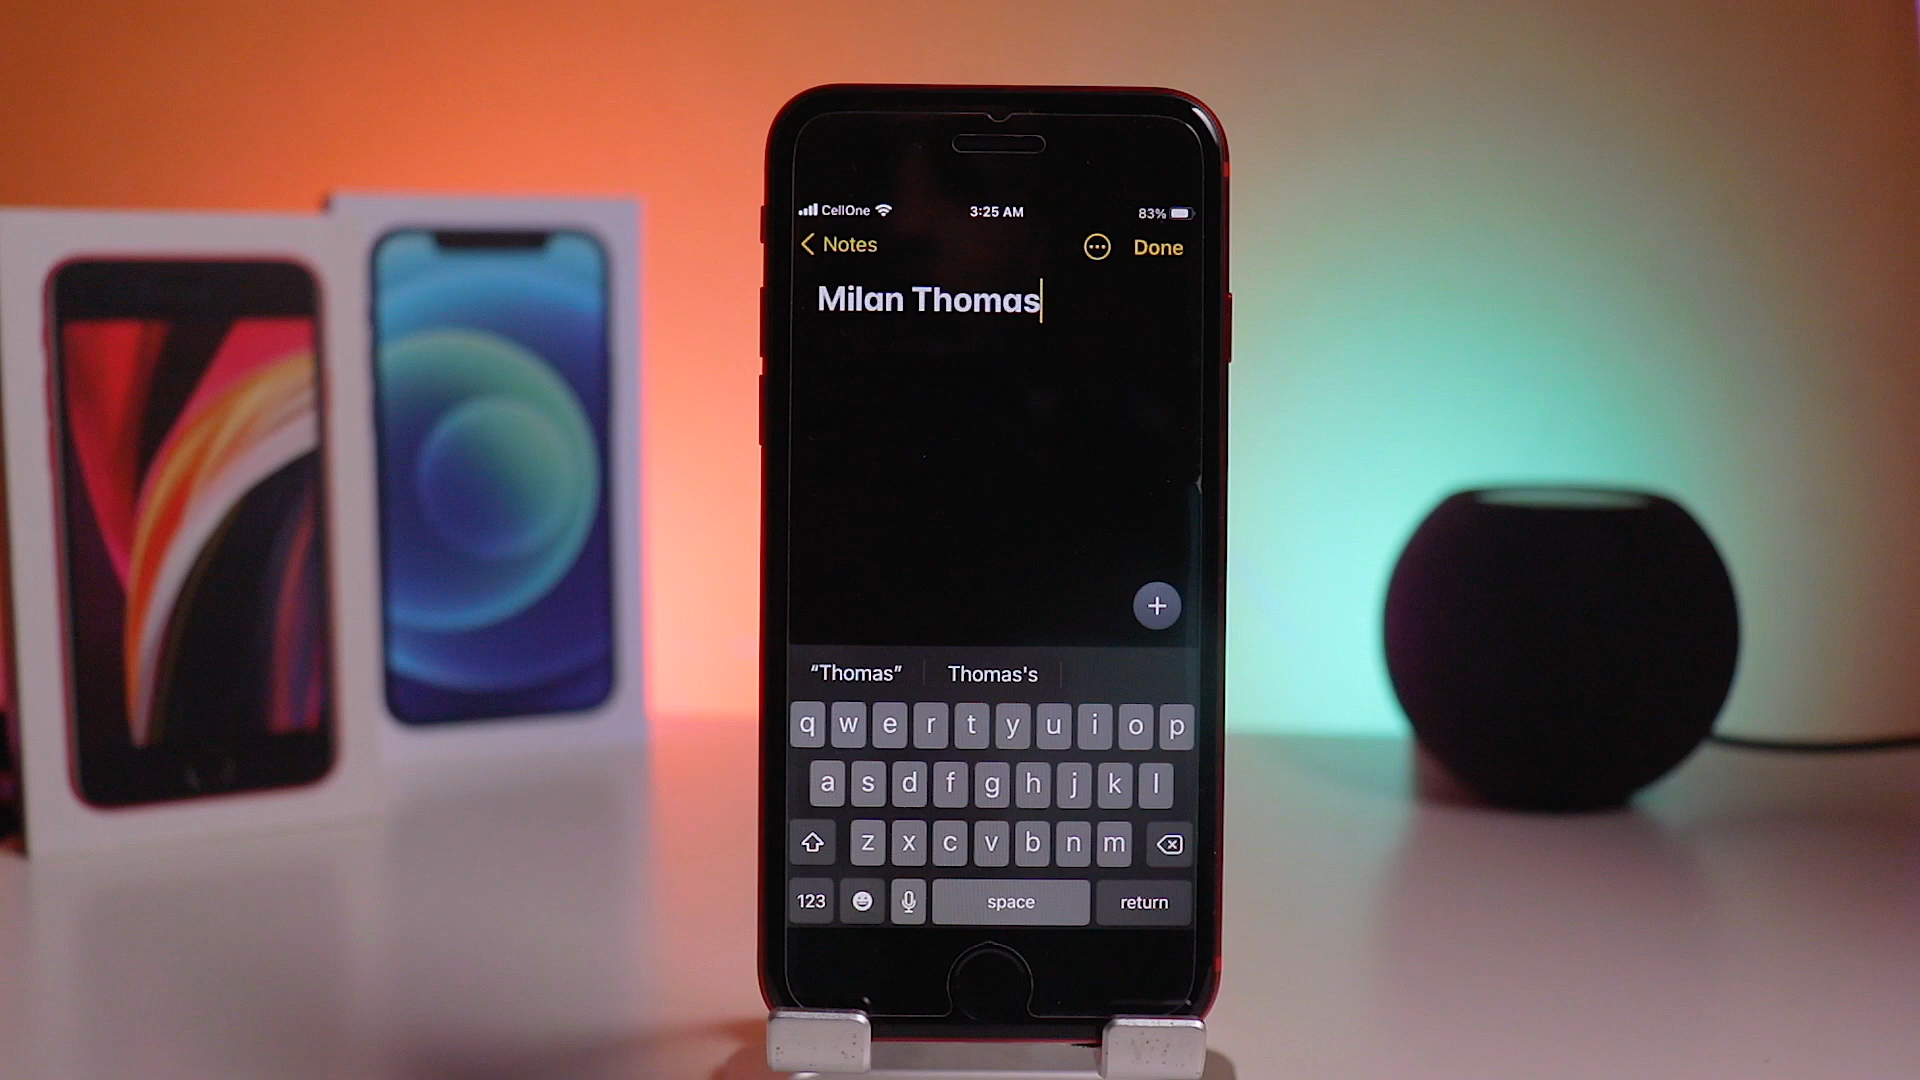 CellOne 3:25 AM 83%
Notes Done
Milan Thomas
+
“Thomas” Thomas's
q w e r t y u i o p
a s d f g h j k l
z x c v b n m
123 space return